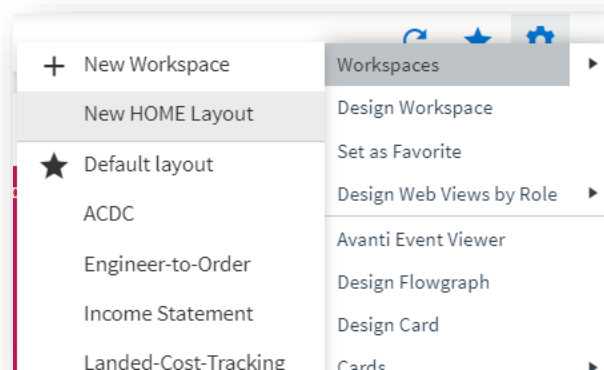 New Workspace
New HOME Layout
Default layout
ACDC
Engineer-to-Order
Income Statement
Landed-Cost-Tracking
Workspaces
Design Workspace
Set as Favorite
Design Web Views by Role
Avanti Event Viewer
Design Flowgraph
Design Card
Cards